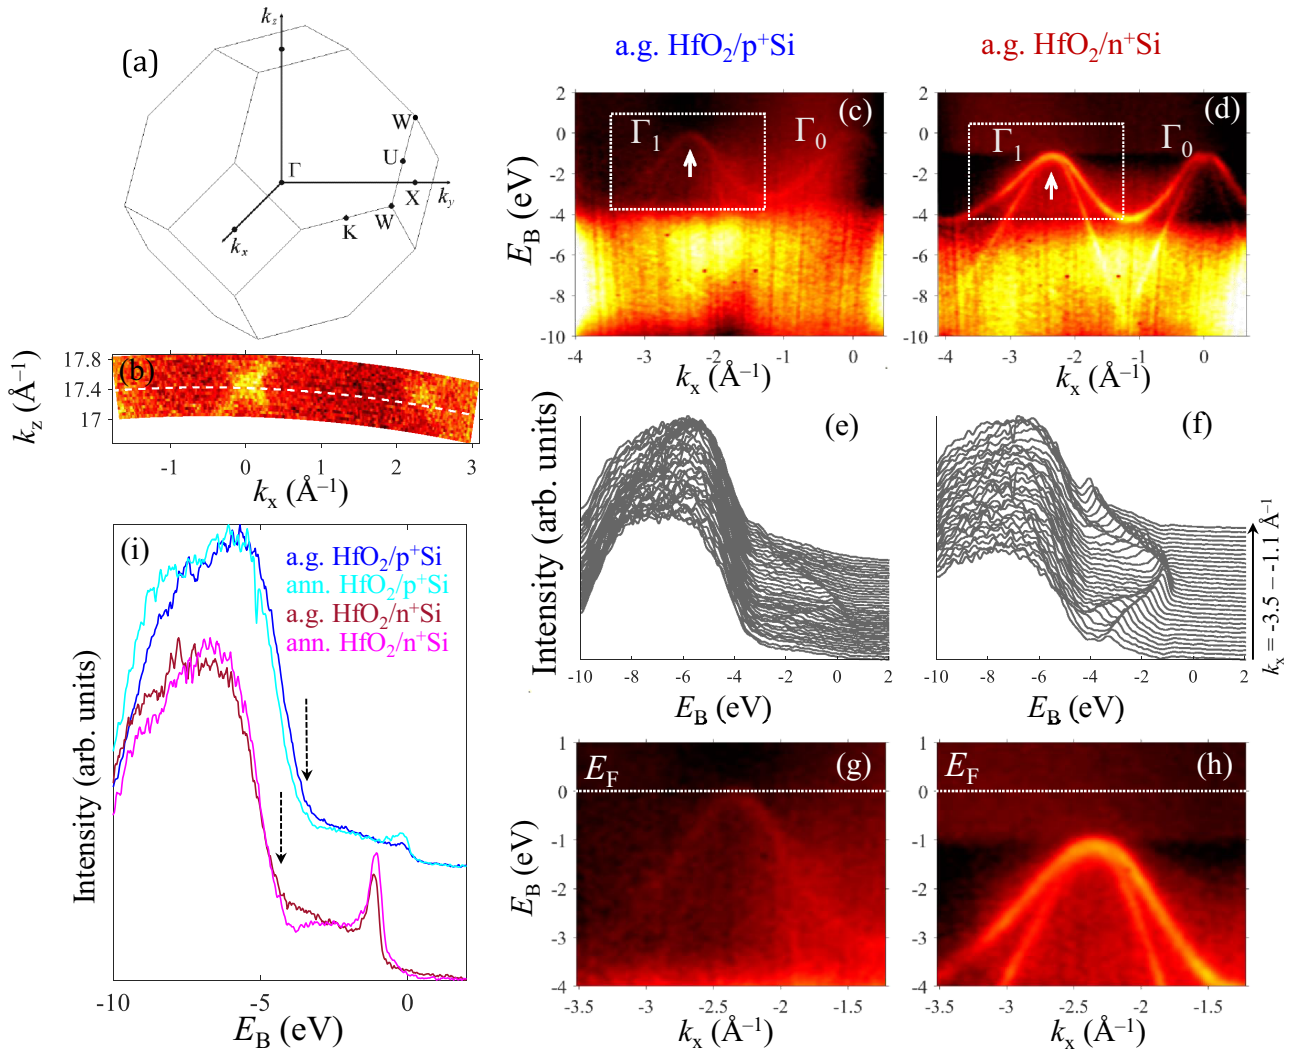 a.g. HfO₂/p⁺Si
a.g. HfO₂/n⁺Si
(a)
k_z
W
U
Γ
X
k_y
W
K
k_x
(b)
17.8
17.4
17
k_z (Å⁻¹)
-1 0 1 2 3
k_x (Å⁻¹)
(c)
Γ₁
Γ₀
2
0
-2
-4
-6
-8
-10
E_B (eV)
-4 -3 -2 -1 0
k_x (Å⁻¹)
(d)
Γ₁
Γ₀
2
0
-2
-4
-6
-8
-10
-4 -3 -2 -1 0
k_x (Å⁻¹)
(e)
Intensity (arb. units)
-10 -8 -6 -4 -2 0 2
E_B (eV)
(f)
-10 -8 -6 -4 -2 0 2
E_B (eV)
k_x = -3.5 – -1.1 Å⁻¹
(i)
a.g. HfO₂/p⁺Si
ann. HfO₂/p⁺Si
a.g. HfO₂/n⁺Si
ann. HfO₂/n⁺Si
Intensity (arb. units)
-10 -5 0
E_B (eV)
(g)
E_F
1
0
-1
-2
-3
-4
E_B (eV)
-3.5 -3 -2.5 -2 -1.5
k_x (Å⁻¹)
(h)
E_F
1
0
-1
-2
-3
-4
-3.5 -3 -2.5 -2 -1.5
k_x (Å⁻¹)